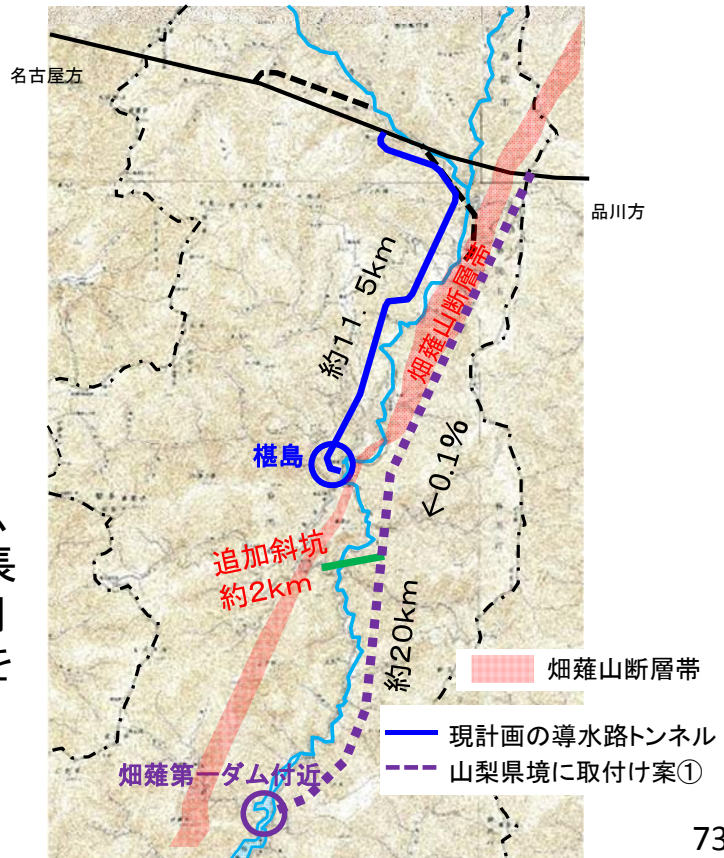 名古屋方
品川方
約11.5km
畑薙山断層帯
椹島
←0.1%
追加斜坑
約2km
約20km
長
を
畑薙山断層帯
現計画の導水路トンネル
畑薙第一ダム付近
山梨県境に取付け案①
73